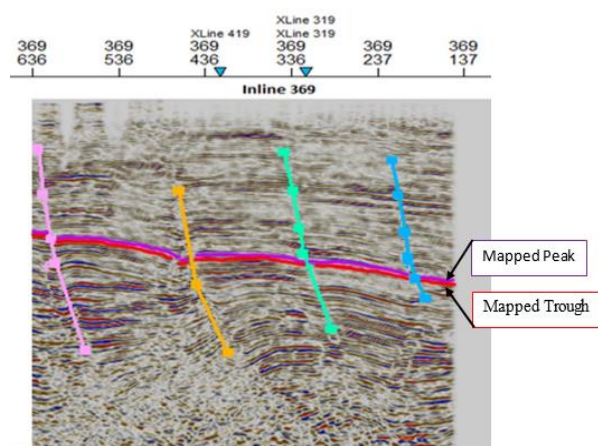 XLine 319
XLine 419 XLine 319
369 369 369 369 369 369
636 536 436 336 237 137
Inline 369
Mapped Peak
Mapped Trough